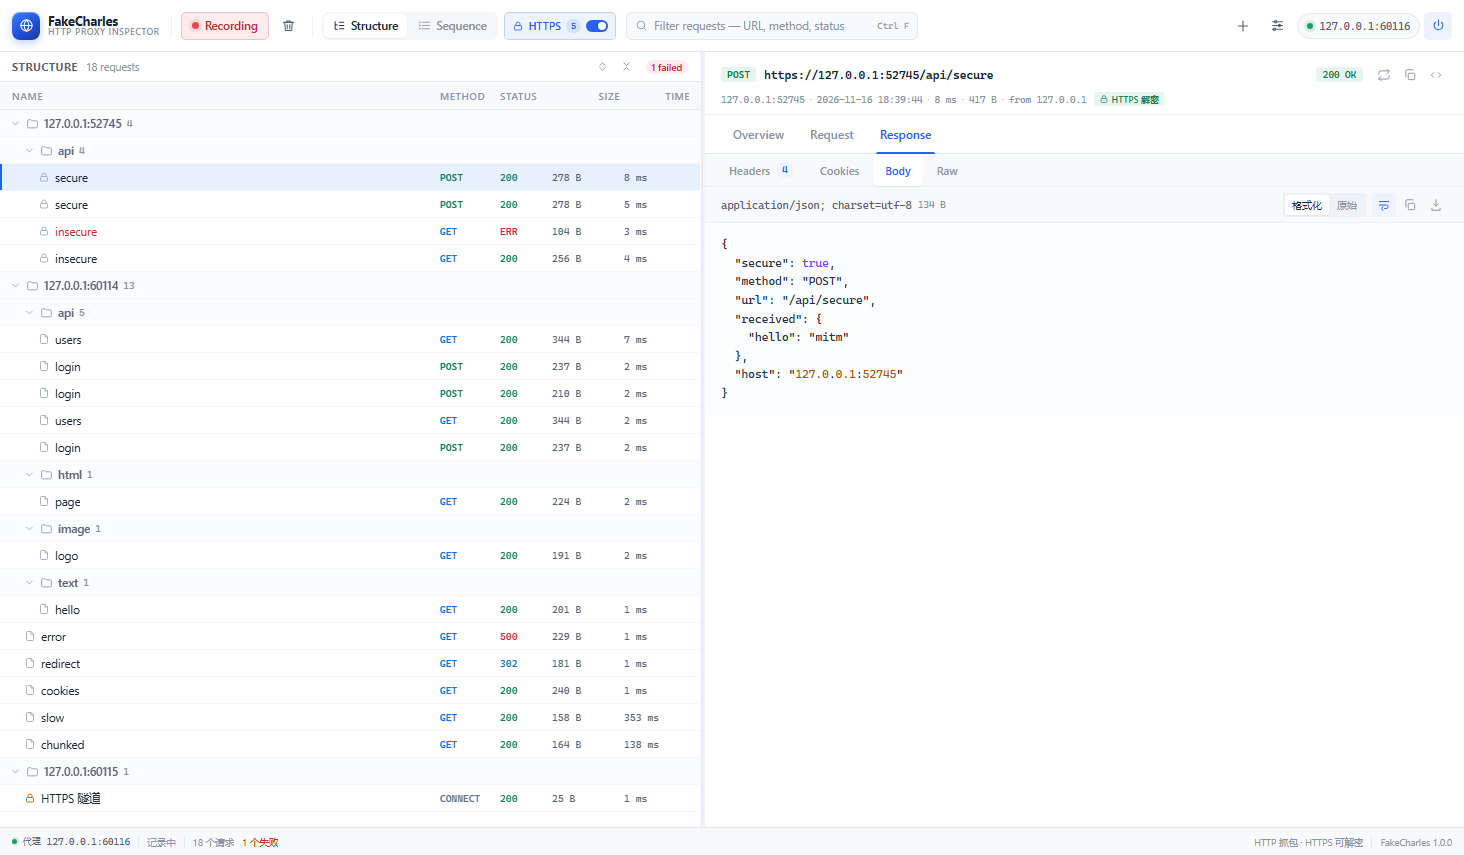 FakeCharles
HTTP PROXY INSPECTOR
Recording
Structure
Sequence
HTTPS 5
Filter requests — URL, method, status Ctrl F
127.0.0.1:60116
STRUCTURE 18 requests 1 failed
NAME METHOD STATUS SIZE TIME
127.0.0.1:52745 4
api 4
secure POST 200 278 B 8 ms
secure POST 200 278 B 5 ms
insecure GET ERR 104 B 3 ms
insecure GET 200 256 B 4 ms
127.0.0.1:60114 13
api 5
users GET 200 344 B 7 ms
login POST 200 237 B 2 ms
login POST 200 210 B 2 ms
users GET 200 344 B 2 ms
login POST 200 237 B 2 ms
html 1
page GET 200 224 B 2 ms
image 1
logo GET 200 191 B 2 ms
text 1
hello GET 200 201 B 1 ms
error GET 500 229 B 1 ms
redirect GET 302 181 B 1 ms
cookies GET 200 240 B 1 ms
slow GET 200 158 B 353 ms
chunked GET 200 164 B 138 ms
127.0.0.1:60115 1
HTTPS 隧道 CONNECT 200 25 B 1 ms
POST https://127.0.0.1:52745/api/secure 200 OK
127.0.0.1:52745 · 2026-11-16 18:39:44 · 8 ms · 417 B · from 127.0.0.1 HTTPS 解密
Overview Request Response
Headers 4 Cookies Body Raw
application/json; charset=utf-8 134 B 格式化 原始
{
"secure": true,
"method": "POST",
"url": "/api/secure",
"received": {
"hello": "mitm"
},
"host": "127.0.0.1:52745"
}
代理 127.0.0.1:60116 记录中 18 个请求 1 个失败
HTTP 抓包 · HTTPS 可解密 FakeCharles 1.0.0